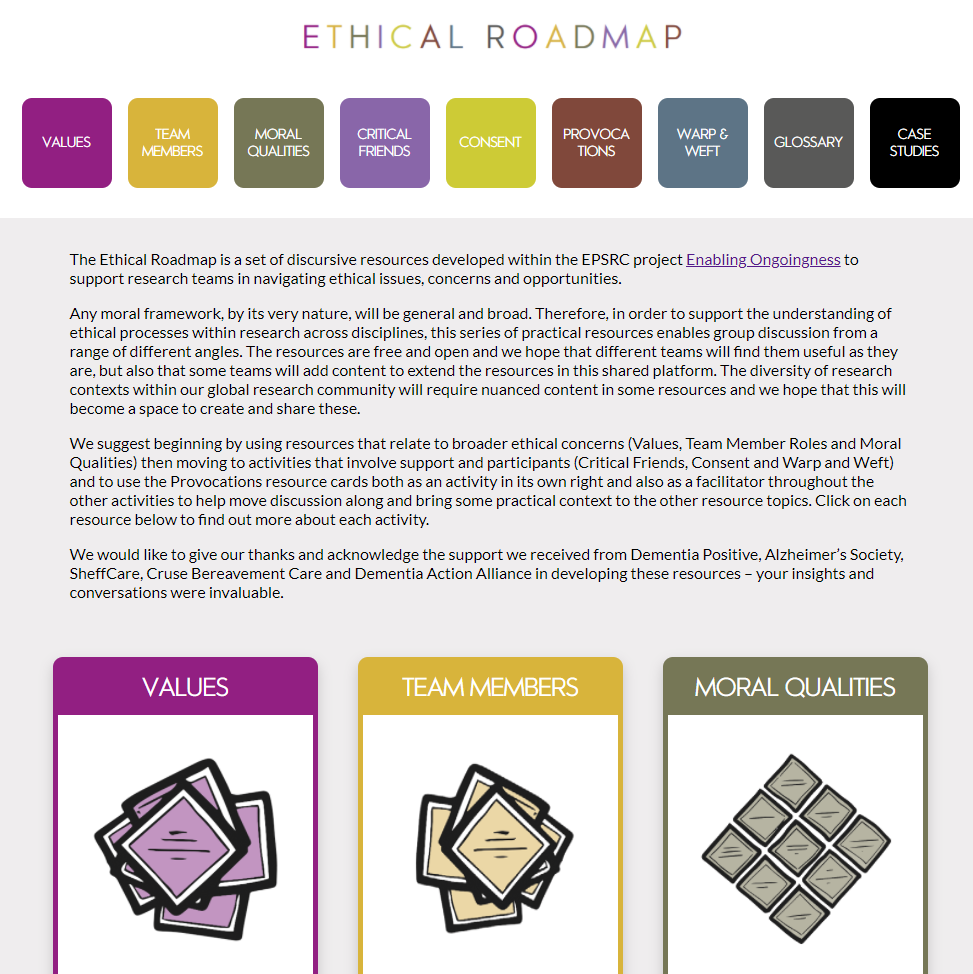 ETHICAL ROADMAP
VALUES
TEAM
MEMBERS
MORAL
QUALITIES
CRITICAL
FRIENDS
CONSENT
PROVOCA
TIONS
WARP &
WEFT
GLOSSARY
CASE
STUDIES
The Ethical Roadmap is a set of discursive resources developed within the EPSRC project Enabling Ongoingness to
support research teams in navigating ethical issues, concerns and opportunities.
Any moral framework, by its very nature, will be general and broad. Therefore, in order to support the understanding of
ethical processes within research across disciplines, this series of practical resources enables group discussion from a
range of different angles. The resources are free and open and we hope that different teams will find them useful as they
are, but also that some teams will add content to extend the resources in this shared platform. The diversity of research
contexts within our global research community will require nuanced content in some resources and we hope that this will
become a space to create and share these.
We suggest beginning by using resources that relate to broader ethical concerns (Values, Team Member Roles and Moral
Qualities) then moving to activities that involve support and participants (Critical Friends, Consent and Warp and Weft)
and to use the Provocations resource cards both as an activity in its own right and also as a facilitator throughout the
other activities to help move discussion along and bring some practical context to the other resource topics. Click on each
resource below to find out more about each activity.
We would like to give our thanks and acknowledge the support we received from Dementia Positive, Alzheimer's Society,
SheffCare, Cruse Bereavement Care and Dementia Action Alliance in developing these resources – your insights and
conversations were invaluable.
VALUES
TEAM MEMBERS
MORAL QUALITIES